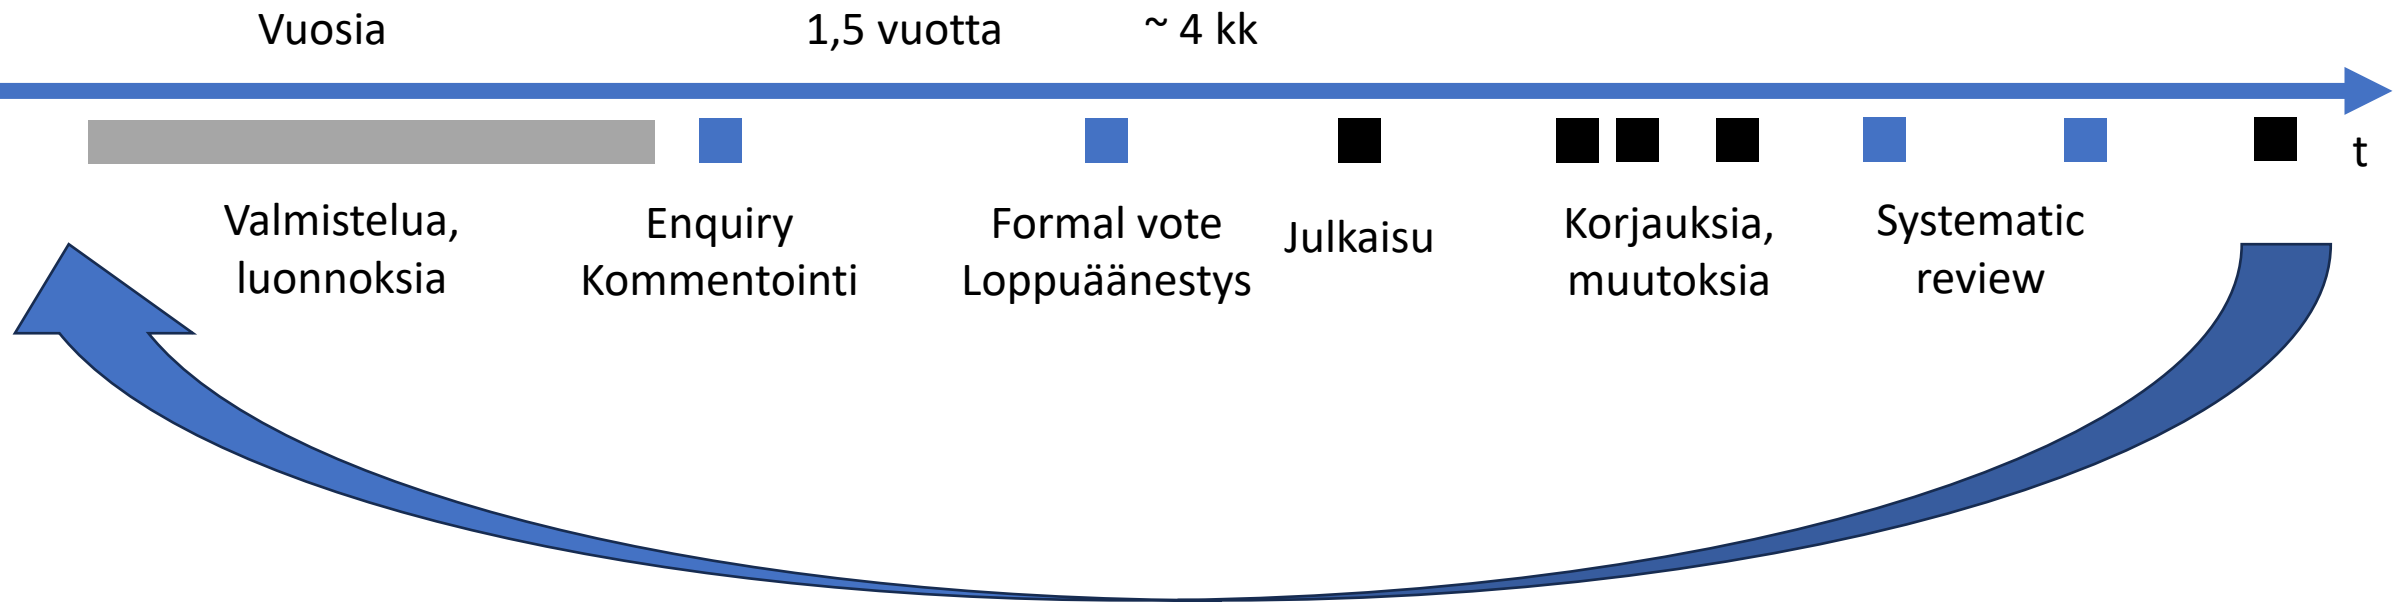 Vuosia
1,5 vuotta
~ 4 kk
t
Valmistelua,
luonnoksia
Enquiry
Kommentointi
Formal vote
Loppuäänestys
Julkaisu
Korjauksia,
muutoksia
Systematic
review